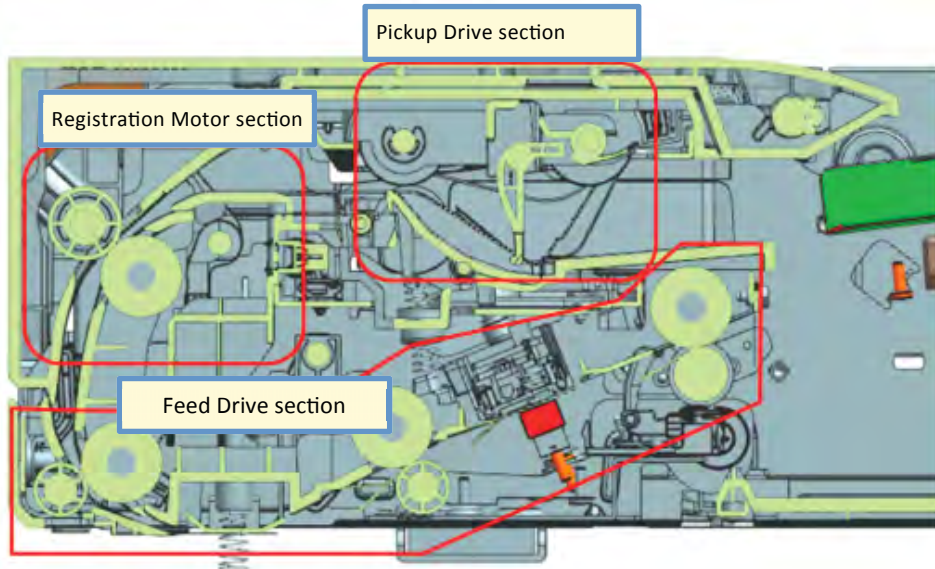 Pickup Drive section
Registration Motor section
Feed Drive section